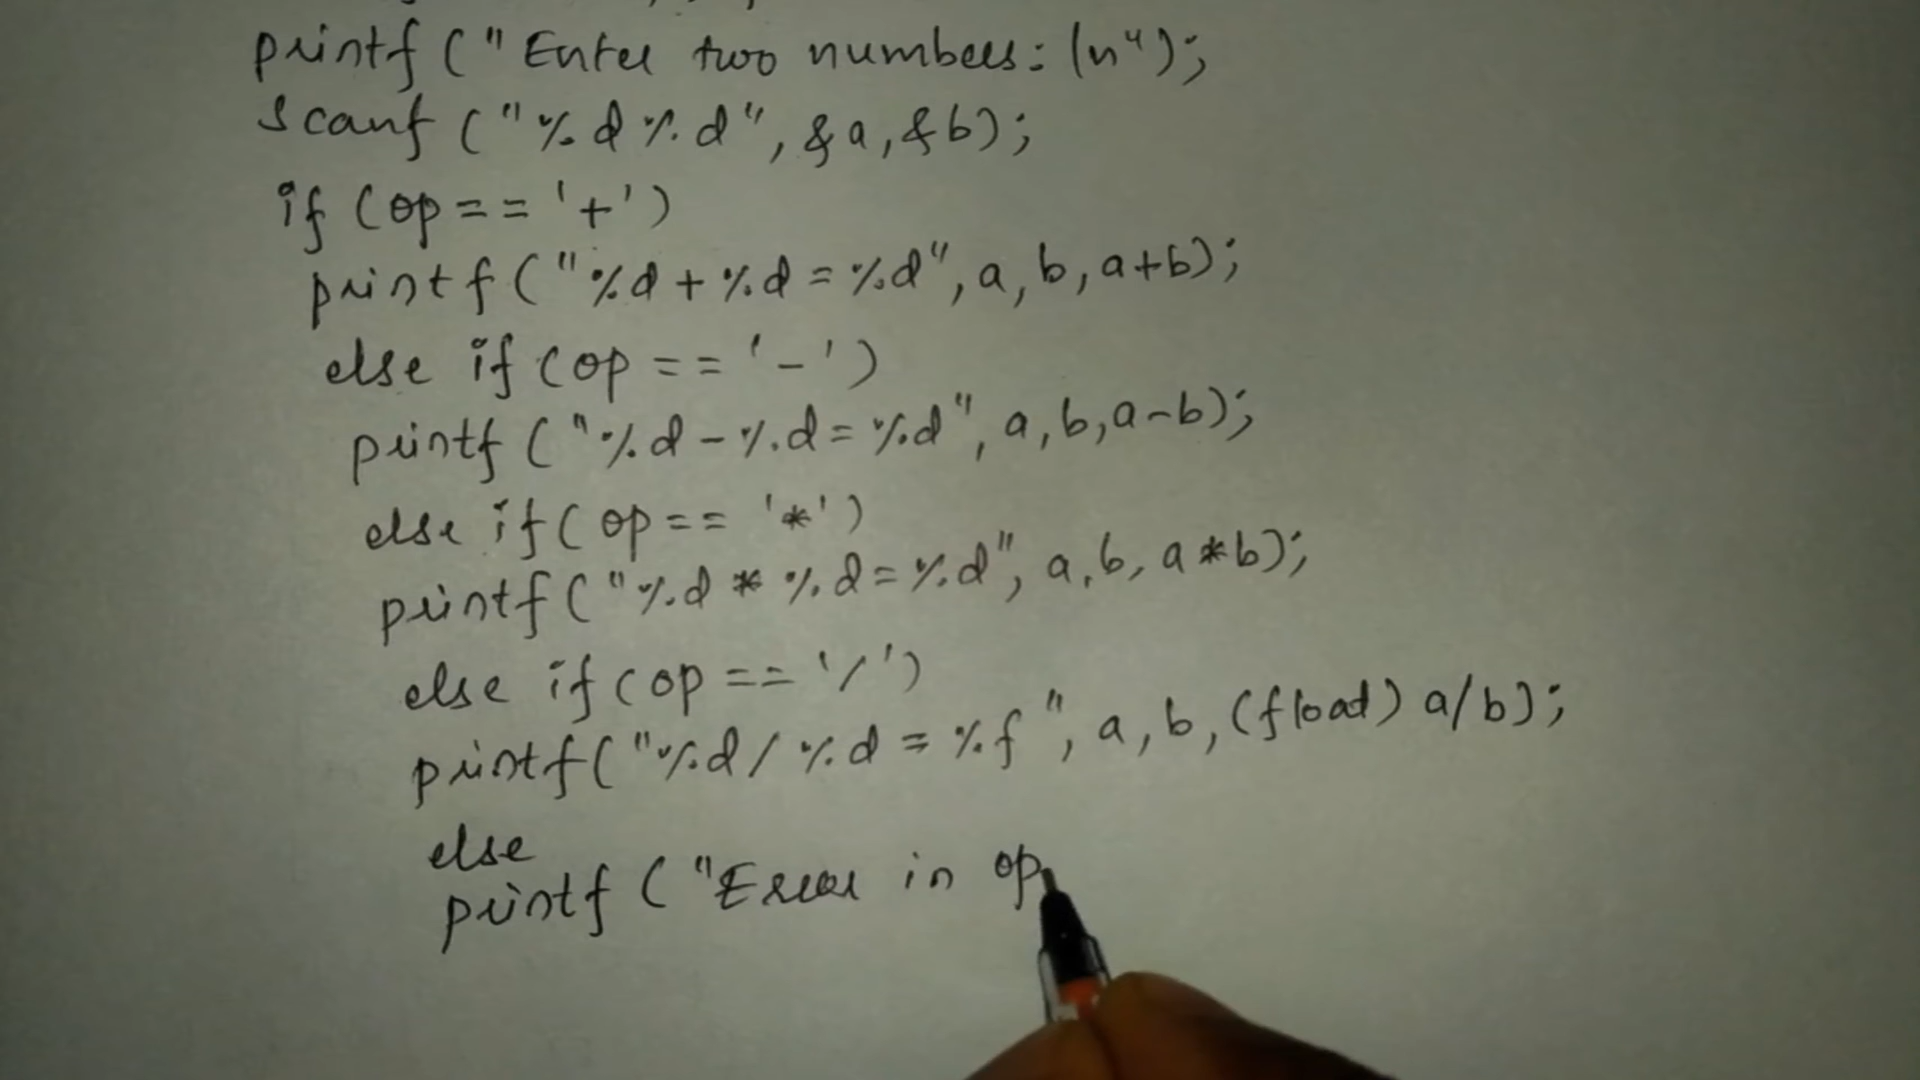 printf ("Enter two numbers: \n");
scanf ("%d %d", &a, &b);
if (op == '+')
printf ("%d + %d = %d", a, b, a+b);
else if (op == '-')
printf ("%d - %d = %d", a, b, a-b);
else if (op == '*')
printf ("%d * %d = %d", a, b, a*b);
else if (op == '/')
printf ("%d / %d = %f", a, b, (float) a/b);
else
printf ("Error in op